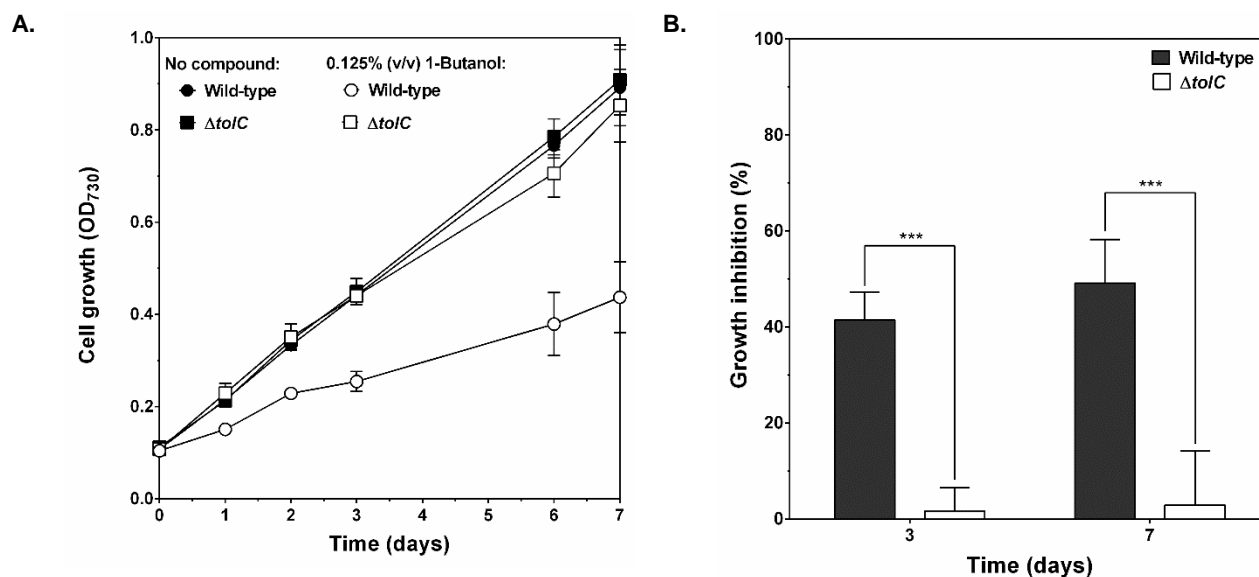 A.
No compound: 0.125% (v/v) 1-Butanol:
Wild-type Wild-type
ΔtolC ΔtolC
Cell growth (OD730)
1.0
0.8
0.6
0.4
0.2
0.0
0 1 2 3 4 5 6 7
Time (days)
B.
Wild-type
ΔtolC
Growth inhibition (%)
100
80
60
40
20
0
***
***
3 7
Time (days)